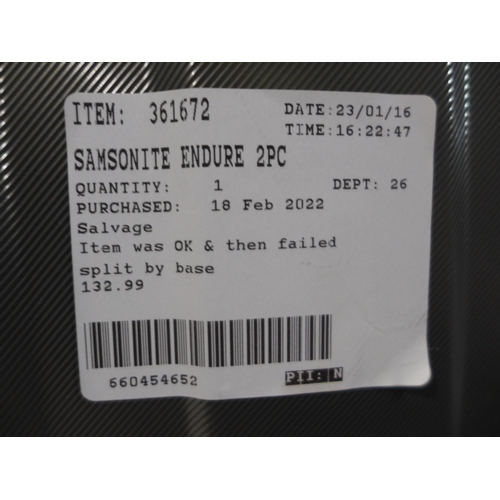 ITEM: 361672 DATE:23/01/16
TIME:16:22:47
SAMSONITE ENDURE 2PC
QUANTITY: 1 DEPT: 26
PURCHASED: 18 Feb 2022
Salvage
Item was OK & then failed
split by base
132.99
660454652 PII: N